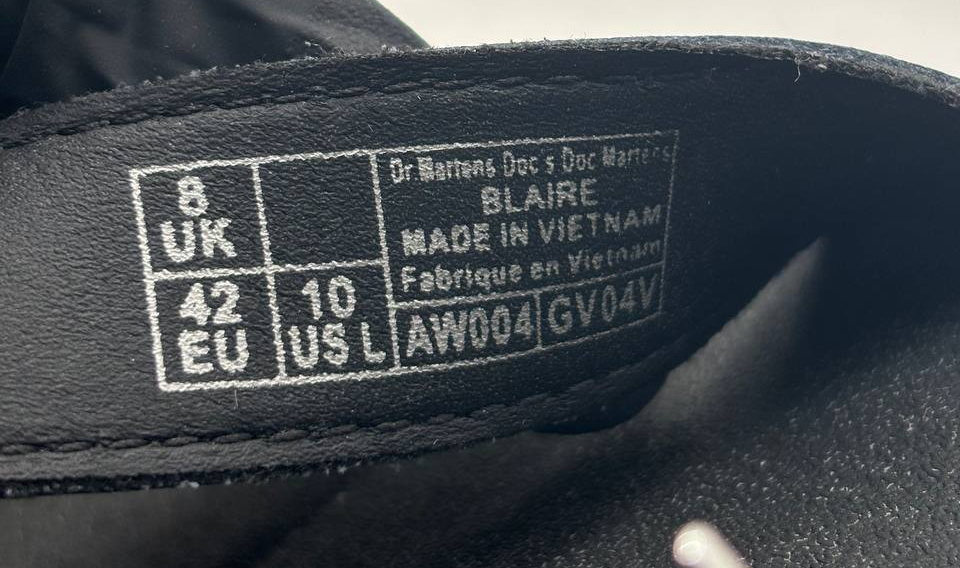 8
UK
42
EU
10
US L
Dr Martens Doc s Doc Martens
BLAIRE
MADE IN VIETNAM
Fabrique en Vietnam
AW004
GV04V